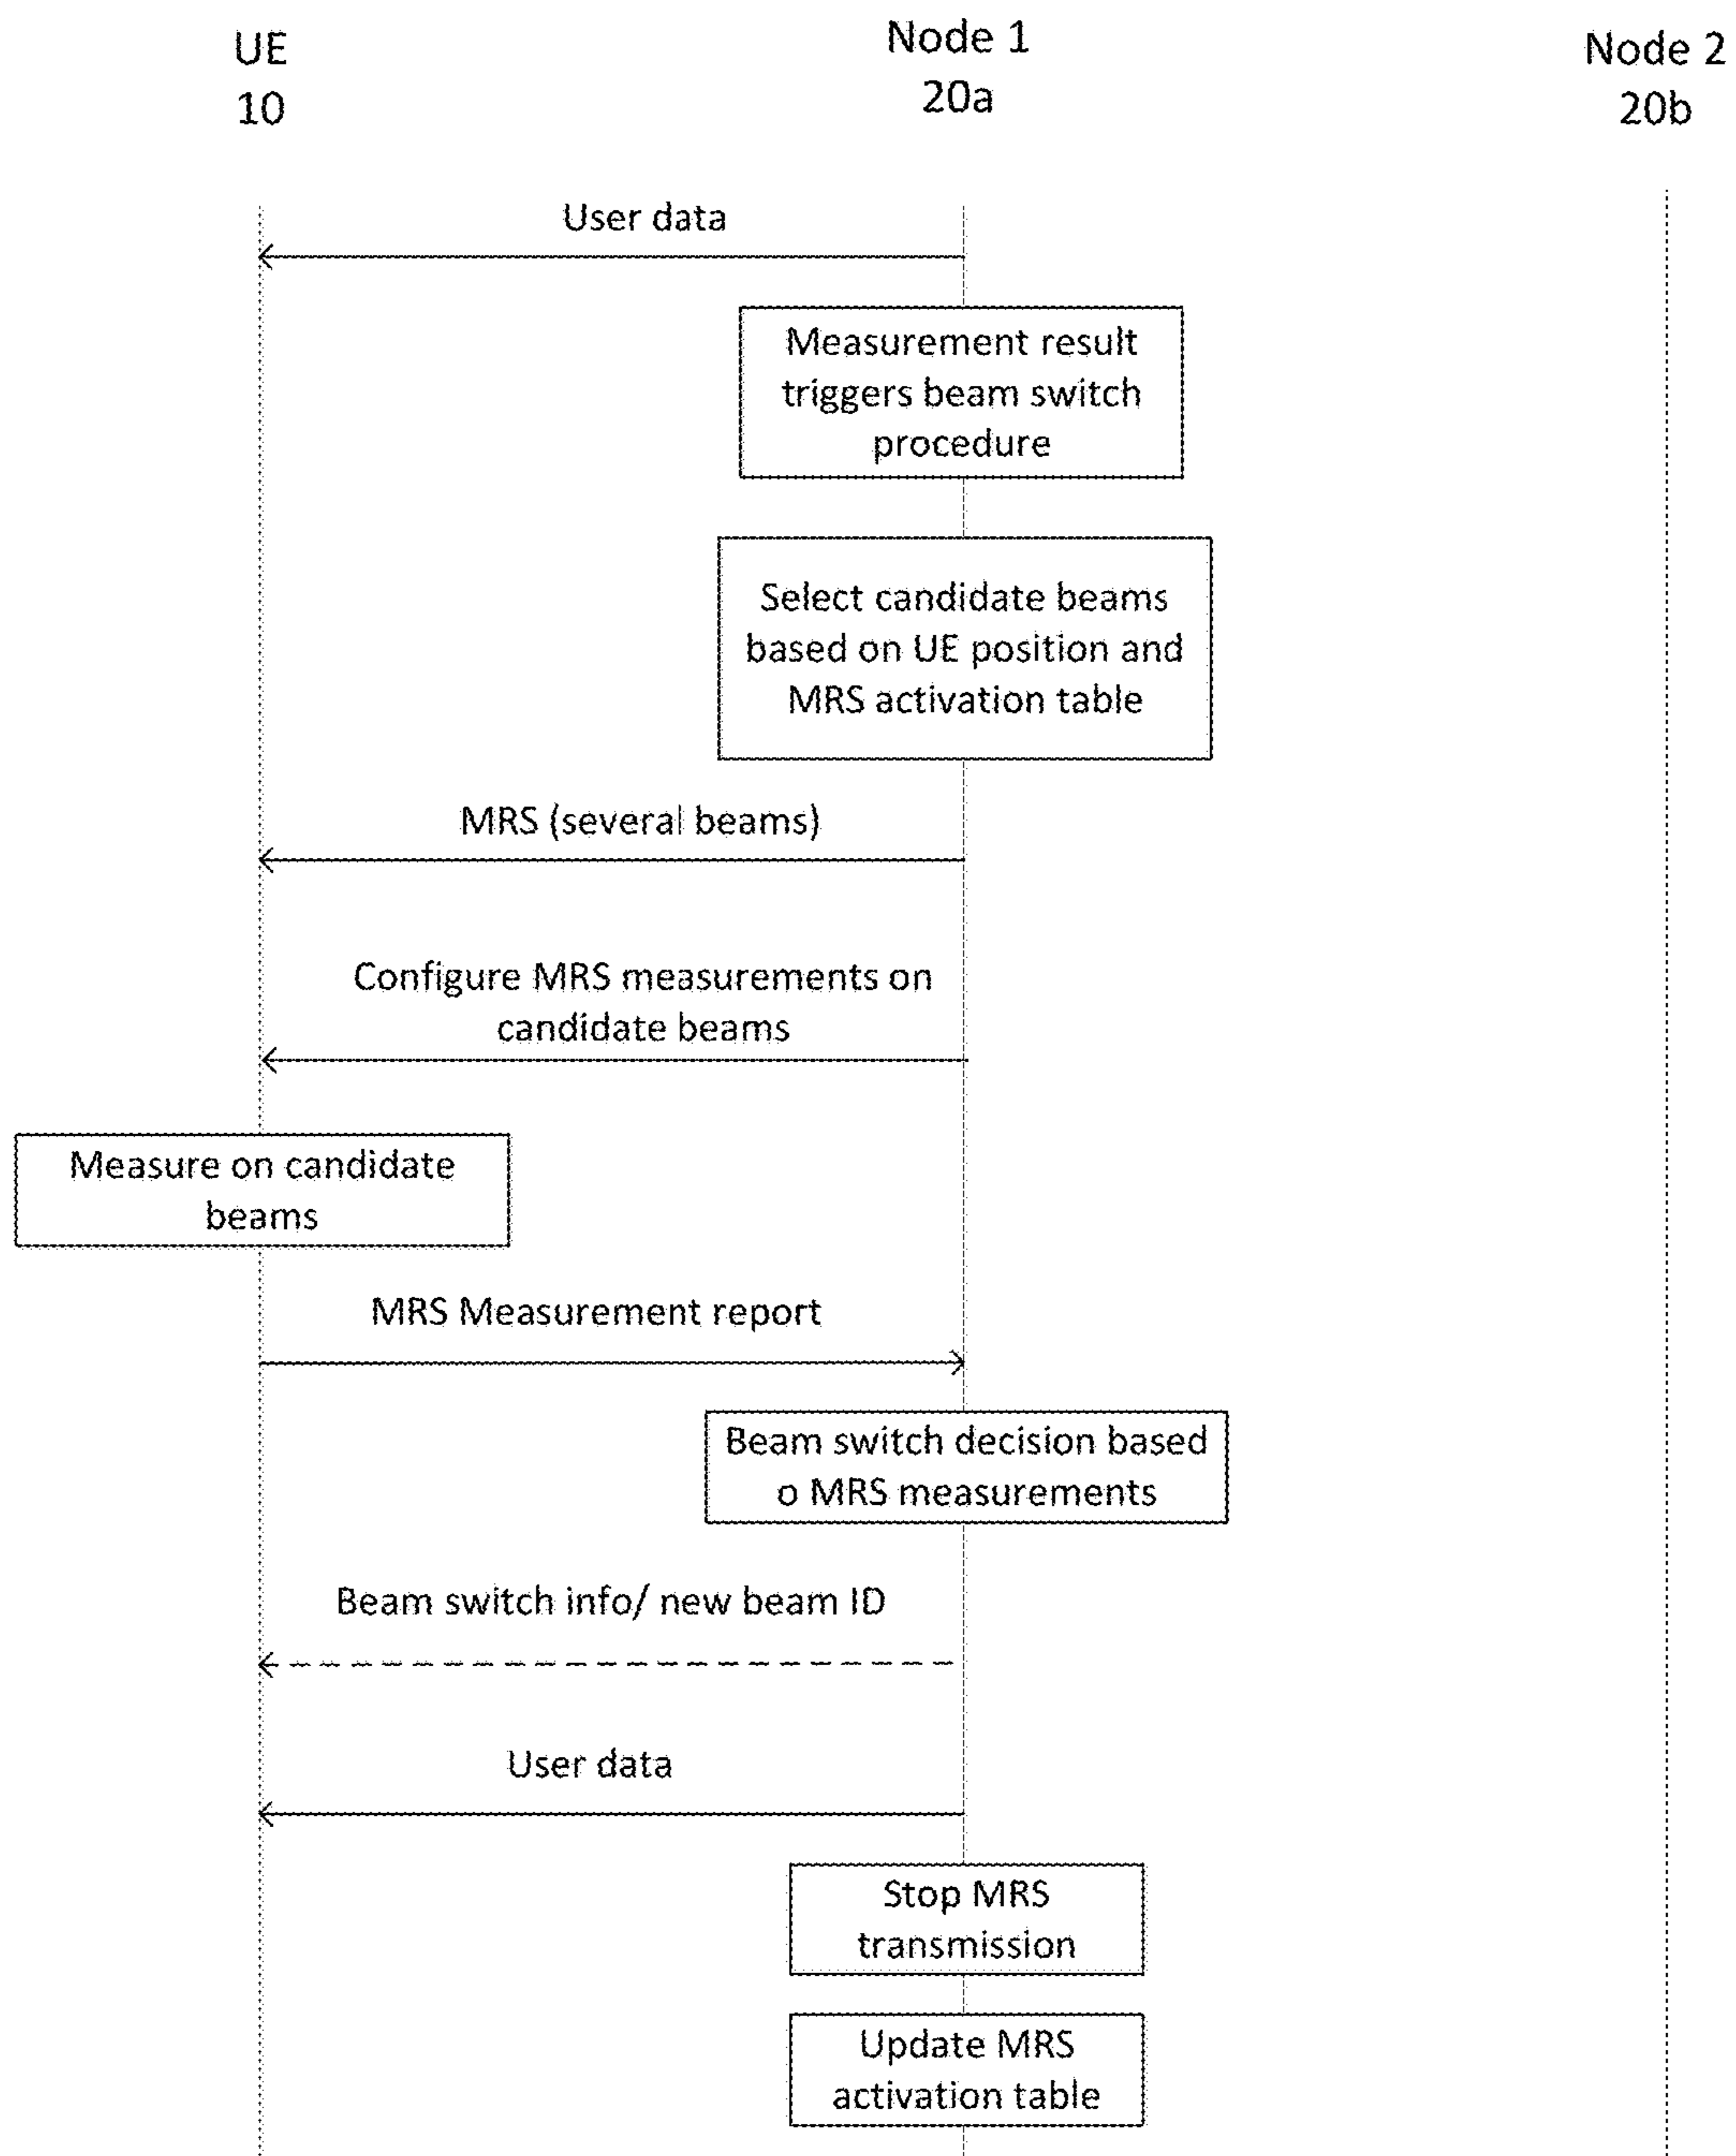 UE
10
Node 1
20a
Node 2
20b
User data
Measurement result
triggers beam switch
procedure
Select candidate beams
based on UE position and
MRS activation table
MRS (several beams)
Configure MRS measurements on
candidate beams
Measure on candidate
beams
MRS Measurement report
Beam switch decision based
o MRS measurements
Beam switch info/ new beam ID
User data
Stop MRS
transmission
Update MRS
activation table